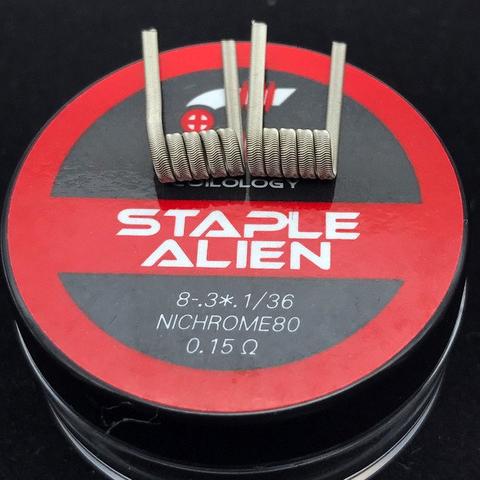 COILOLOGY
STAPLE
ALIEN
8-.3*.1/36
NICHROME80
0.15 Ω